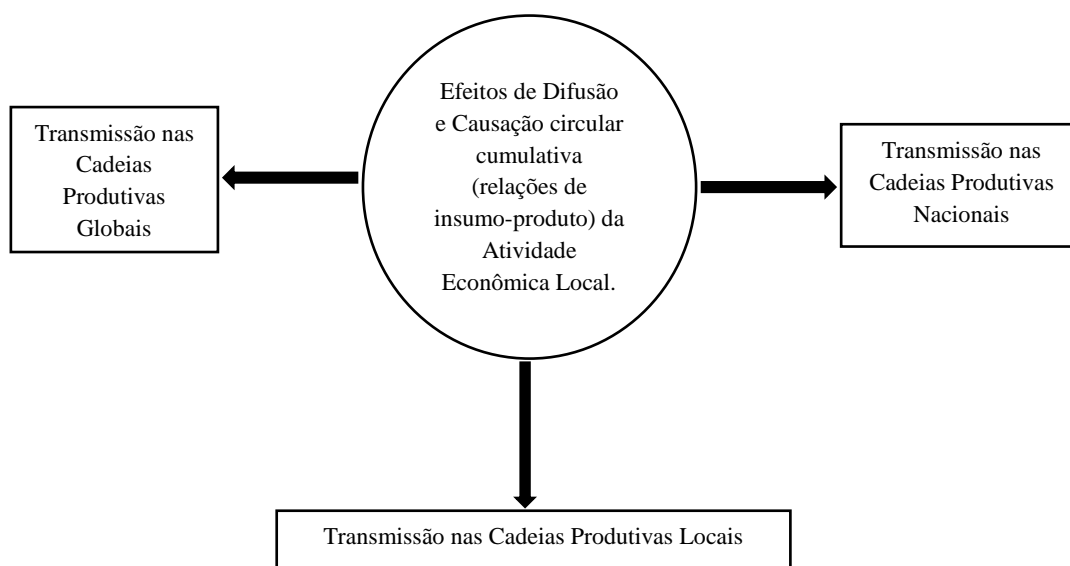 Efeitos de Difusão
e Causação circular
cumulativa
(relações de
insumo-produto) da
Atividade
Econômica Local.
Transmissão nas
Cadeias
Produtivas
Globais
Transmissão nas
Cadeias Produtivas
Nacionais
Transmissão nas Cadeias Produtivas Locais